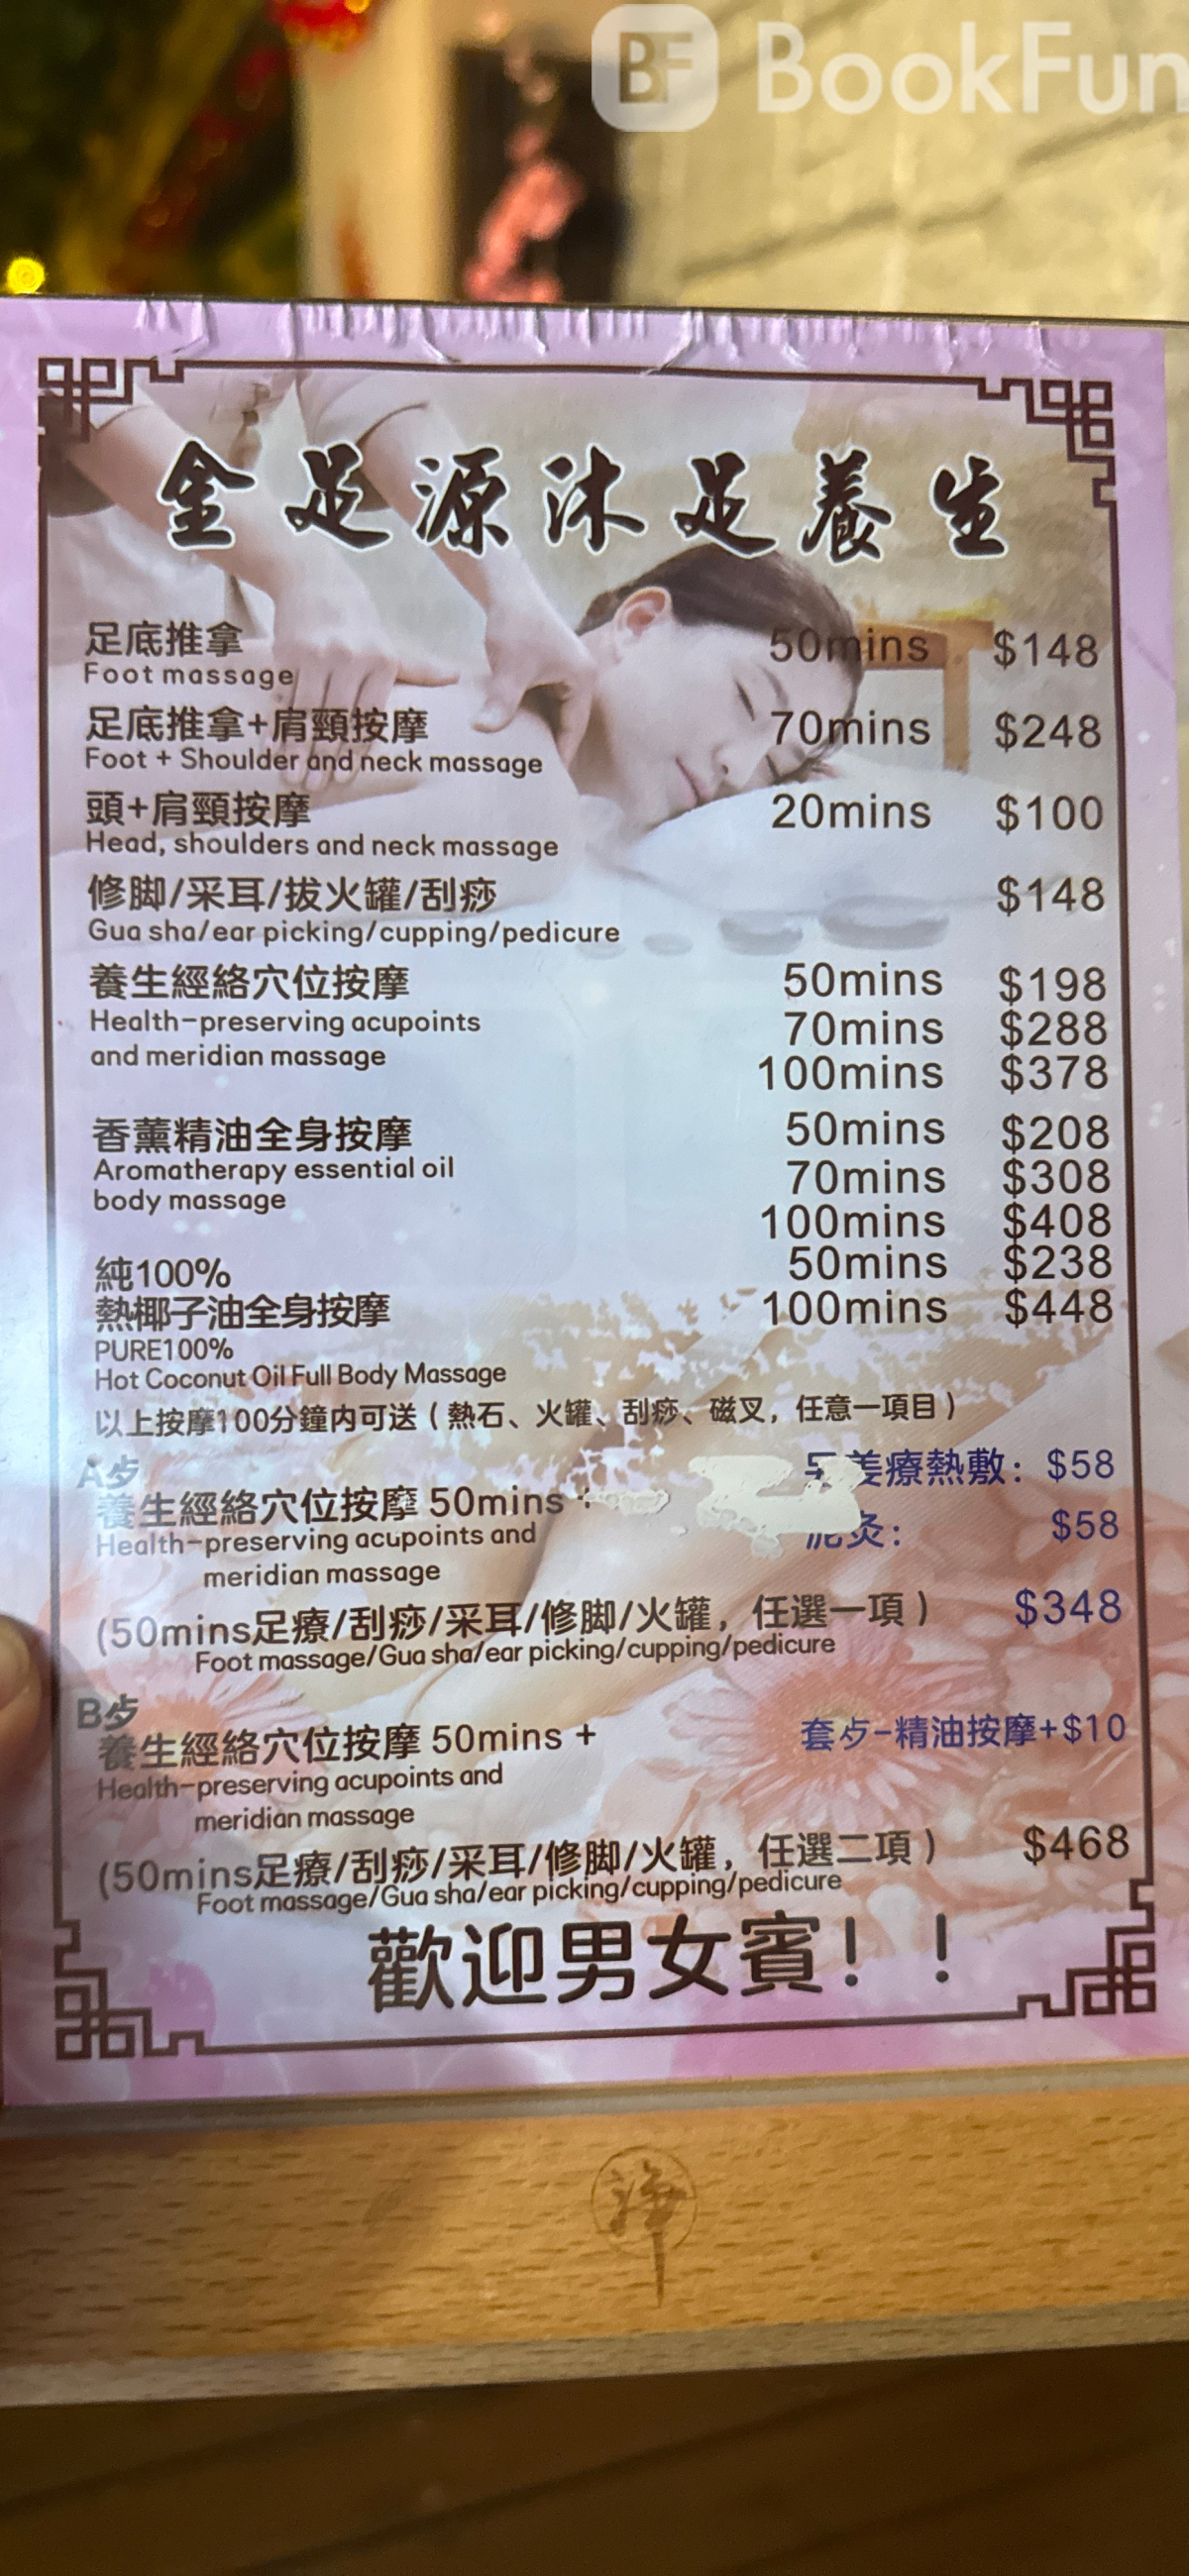 BF BookFun
金足源沐足養生
足底推拿 50mins $148
Foot massage
足底推拿+肩頸按摩 70mins $248
Foot + Shoulder and neck massage
頭+肩頸按摩 20mins $100
Head, shoulders and neck massage
修脚/采耳/拔火罐/刮痧 $148
Gua sha/ear picking/cupping/pedicure
養生經絡穴位按摩 50mins $198
Health-preserving acupoints 70mins $288
and meridian massage 100mins $378
香薰精油全身按摩 50mins $208
Aromatherapy essential oil 70mins $308
body massage 100mins $408
純100% 50mins $238
熱椰子油全身按摩 100mins $448
PURE100%
Hot Coconut Oil Full Body Massage
以上按摩100分鐘内可送（熱石、火罐、刮痧、磁叉，任意一項目）
A歺 姜療熱敷：$58
養生經絡穴位按摩 50mins +
Health-preserving acupoints and 灸： $58
meridian massage
(50mins足療/刮痧/采耳/修脚/火罐，任選一項） $348
Foot massage/Gua sha/ear picking/cupping/pedicure
B歺
養生經絡穴位按摩 50mins + 套歺-精油按摩+$10
Health-preserving acupoints and
meridian massage
(50mins足療/刮痧/采耳/修脚/火罐，任選二項） $468
Foot massage/Gua sha/ear picking/cupping/pedicure
歡迎男女賓！！